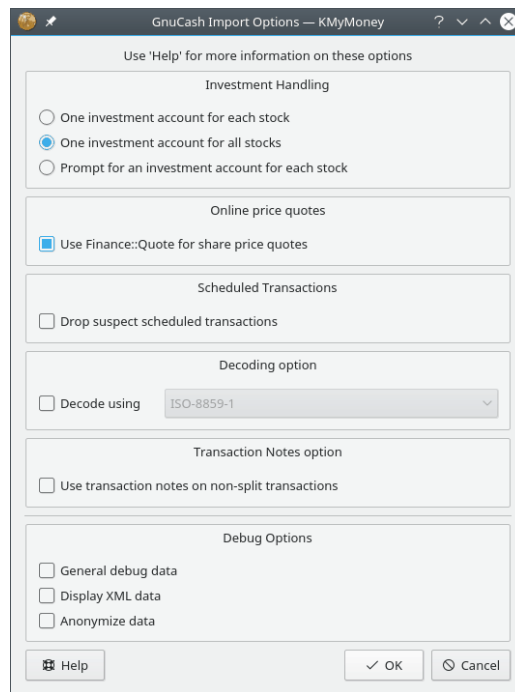 GnuCash Import Options — KMyMoney
Use 'Help' for more information on these options
Investment Handling
One investment account for each stock
One investment account for all stocks
Prompt for an investment account for each stock
Online price quotes
Use Finance::Quote for share price quotes
Scheduled Transactions
Drop suspect scheduled transactions
Decoding option
Decode using ISO-8859-1
Transaction Notes option
Use transaction notes on non-split transactions
Debug Options
General debug data
Display XML data
Anonymize data
Help OK Cancel